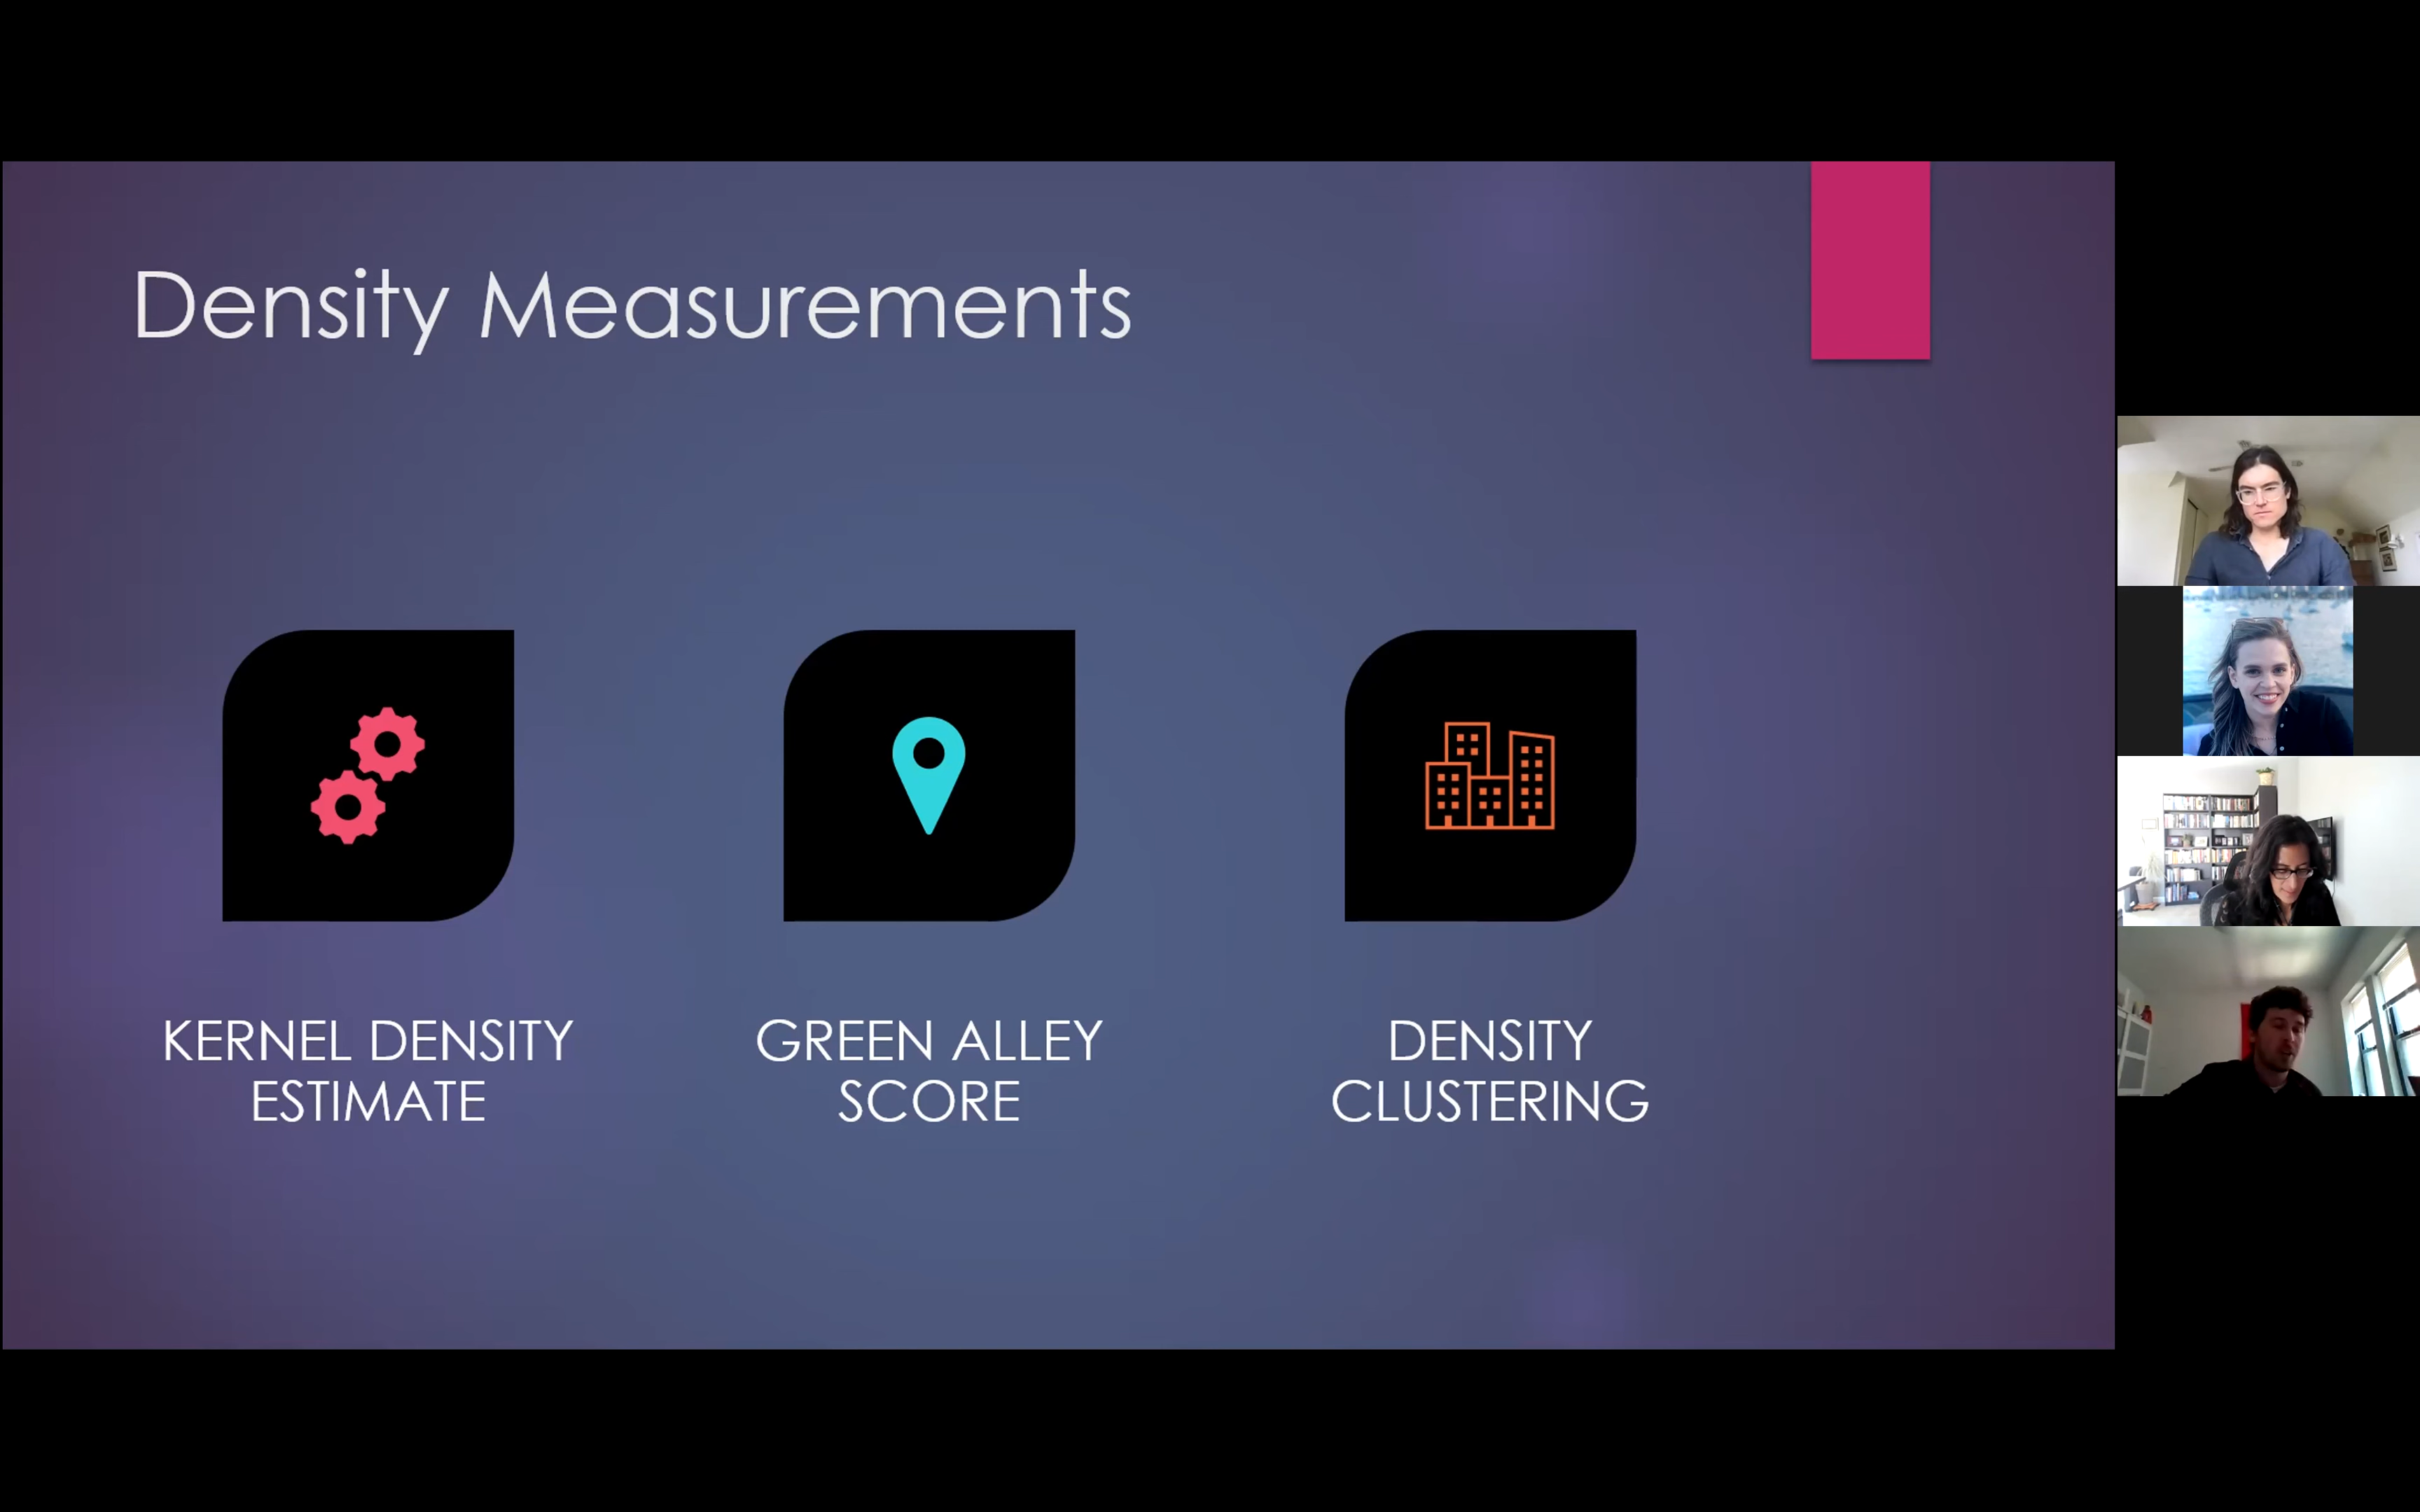 Density Measurements
KERNEL DENSITY
ESTIMATE
GREEN ALLEY
SCORE
DENSITY
CLUSTERING